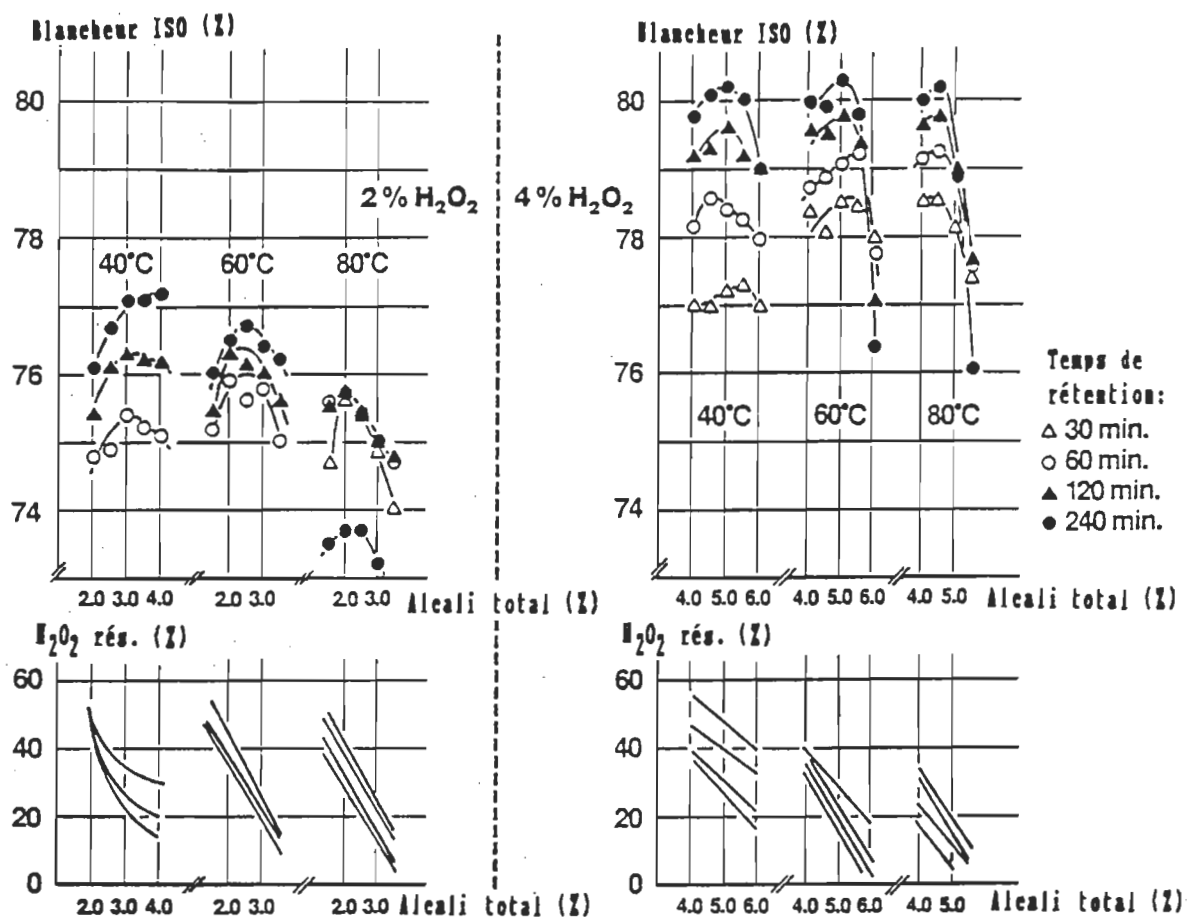 Blancheur ISO (%)
80
78
76
74
2% H₂O₂
40°C 60°C 80°C
2.0 3.0 4.0 2.0 3.0 2.0 3.0 Alcali total (%)
H₂O₂ rés. (%)
60
40
20
0
2.0 3.0 4.0 2.0 3.0 2.0 3.0 Alcali total (%)
Blancheur ISO (%)
80
4% H₂O₂
78
76
74
40°C 60°C 80°C
4.0 5.0 6.0 4.0 5.0 6.0 4.0 5.0 Alcali total (%)
Temps de
rétention:
△ 30 min.
○ 60 min.
▲ 120 min.
● 240 min.
H₂O₂ rés. (%)
60
40
20
0
4.0 5.0 6.0 4.0 5.0 6.0 4.0 5.0 Alcali total (%)